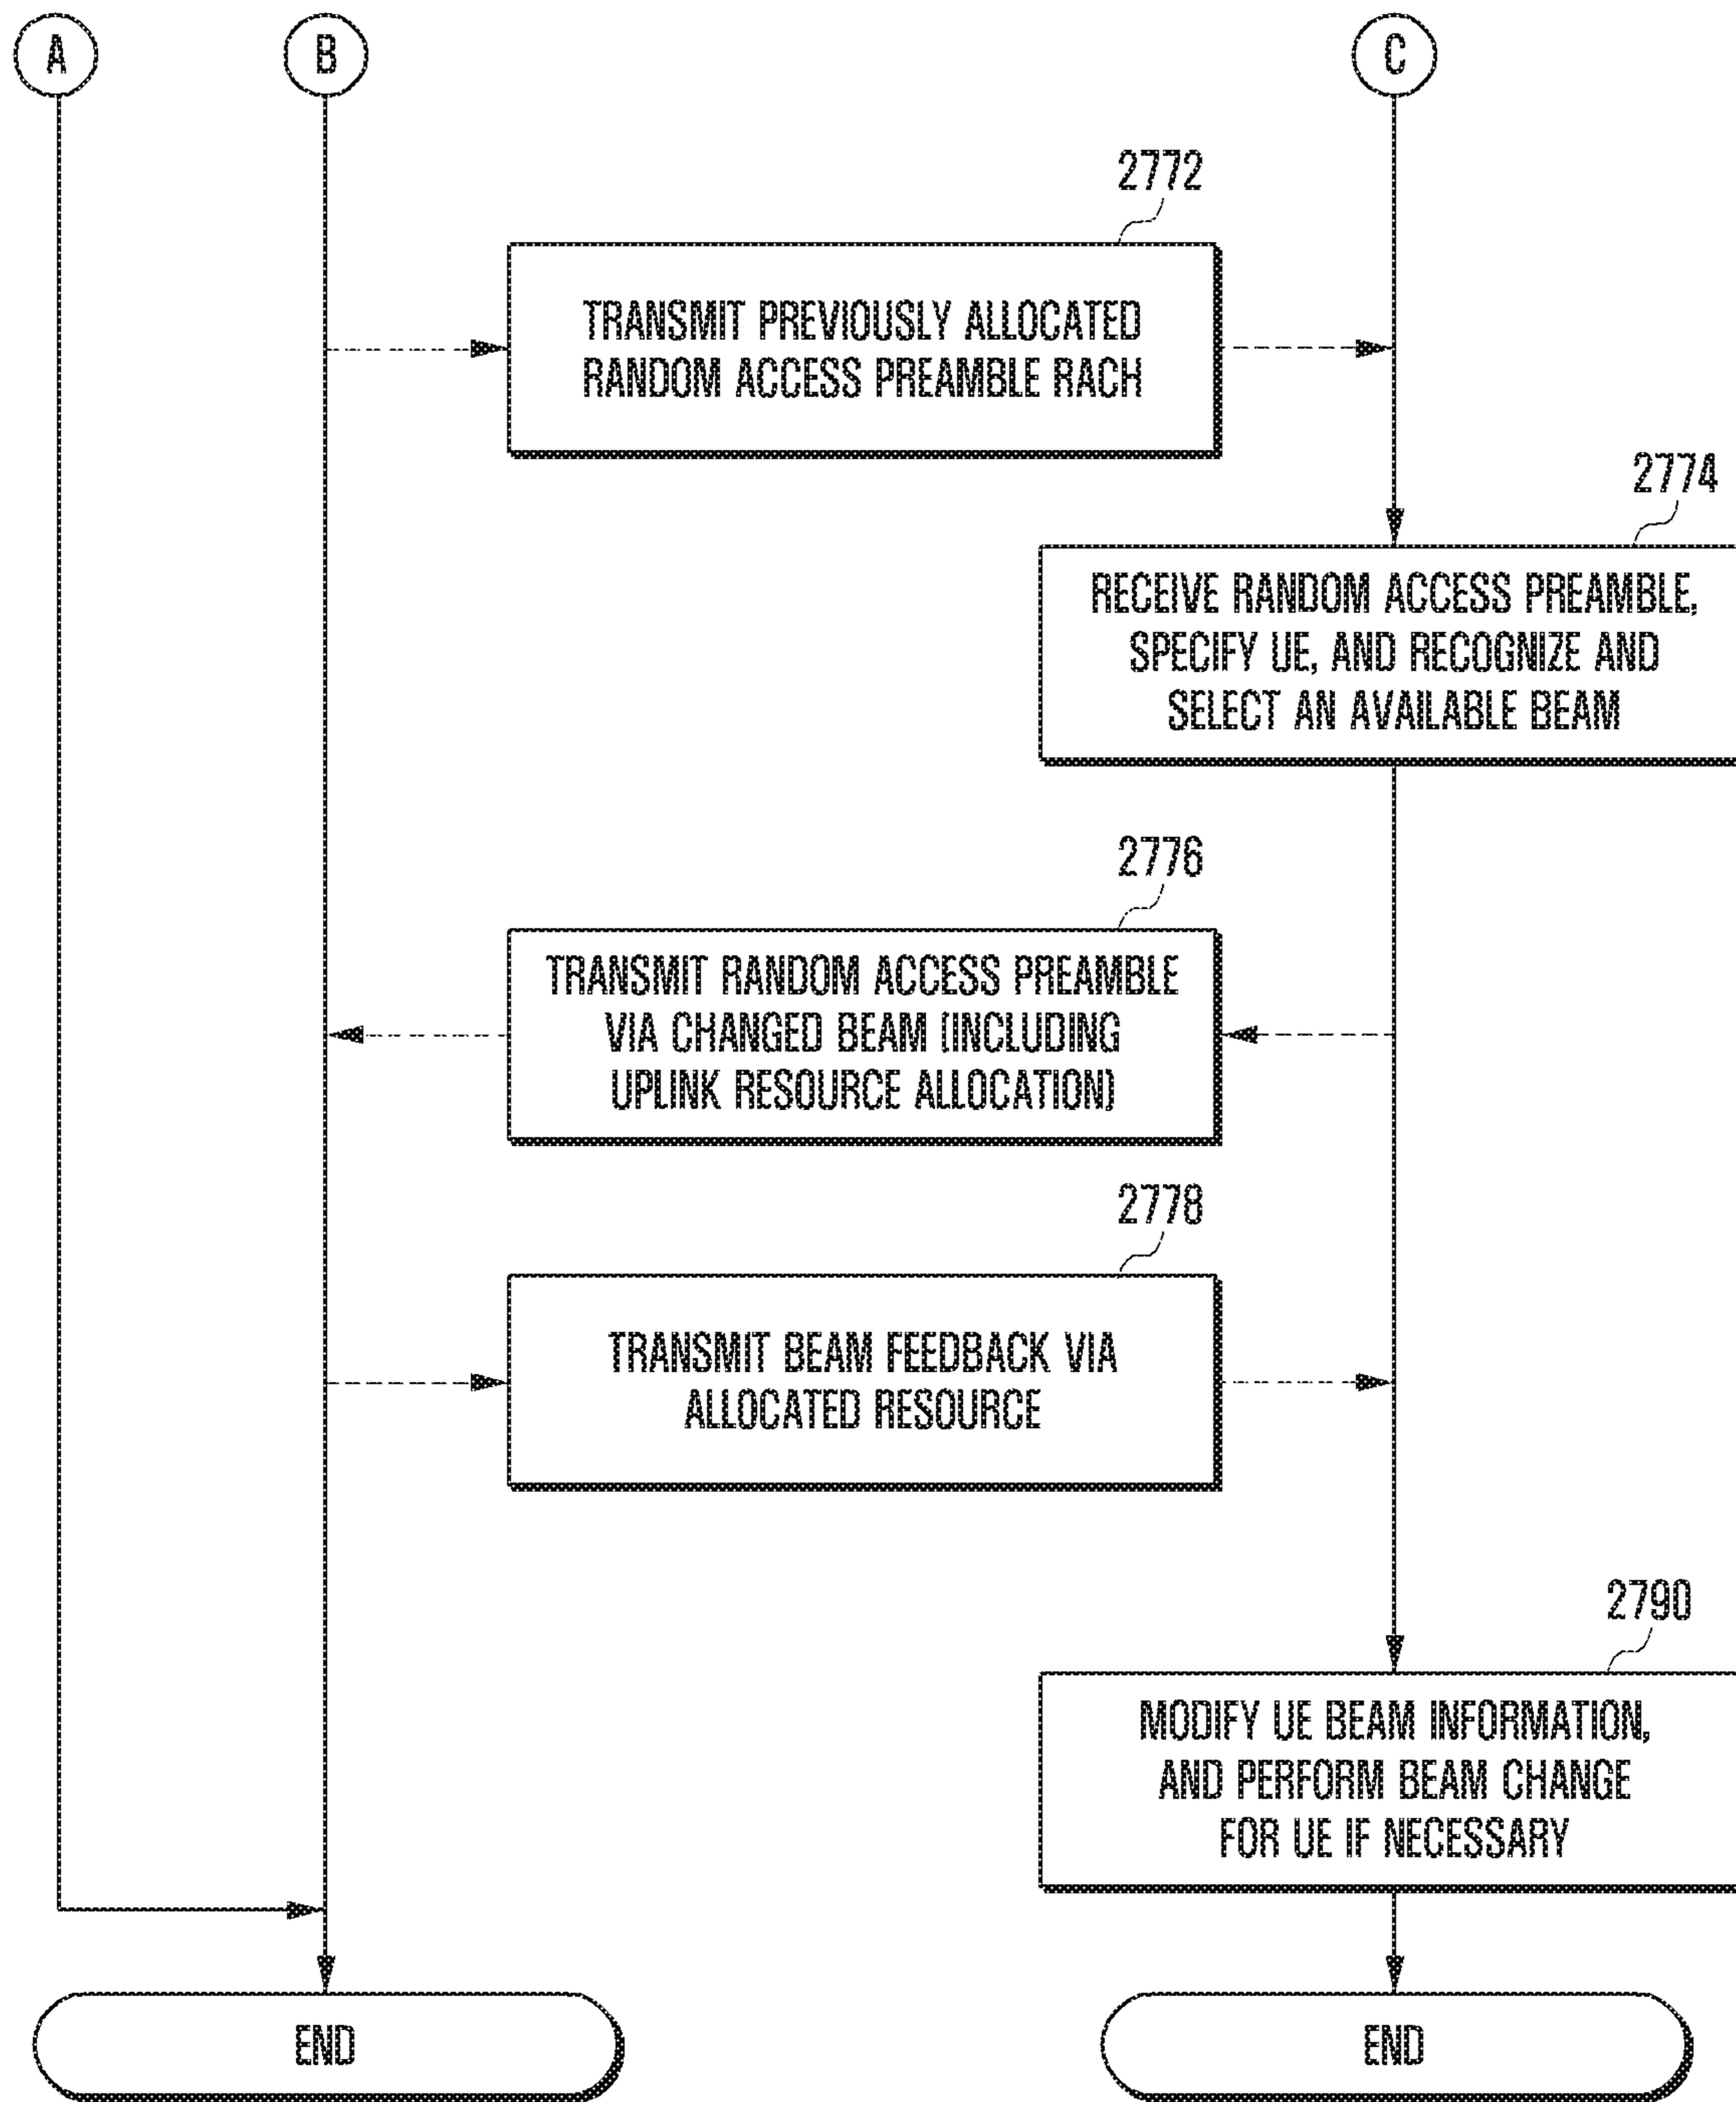 A
B
C
2772
TRANSMIT PREVIOUSLY ALLOCATED
RANDOM ACCESS PREAMBLE RACH
2774
RECEIVE RANDOM ACCESS PREAMBLE,
SPECIFY UE, AND RECOGNIZE AND
SELECT AN AVAILABLE BEAM
2776
TRANSMIT RANDOM ACCESS PREAMBLE
VIA CHANGED BEAM (INCLUDING
UPLINK RESOURCE ALLOCATION)
2778
TRANSMIT BEAM FEEDBACK VIA
ALLOCATED RESOURCE
2790
MODIFY UE BEAM INFORMATION,
AND PERFORM BEAM CHANGE
FOR UE IF NECESSARY
END
END